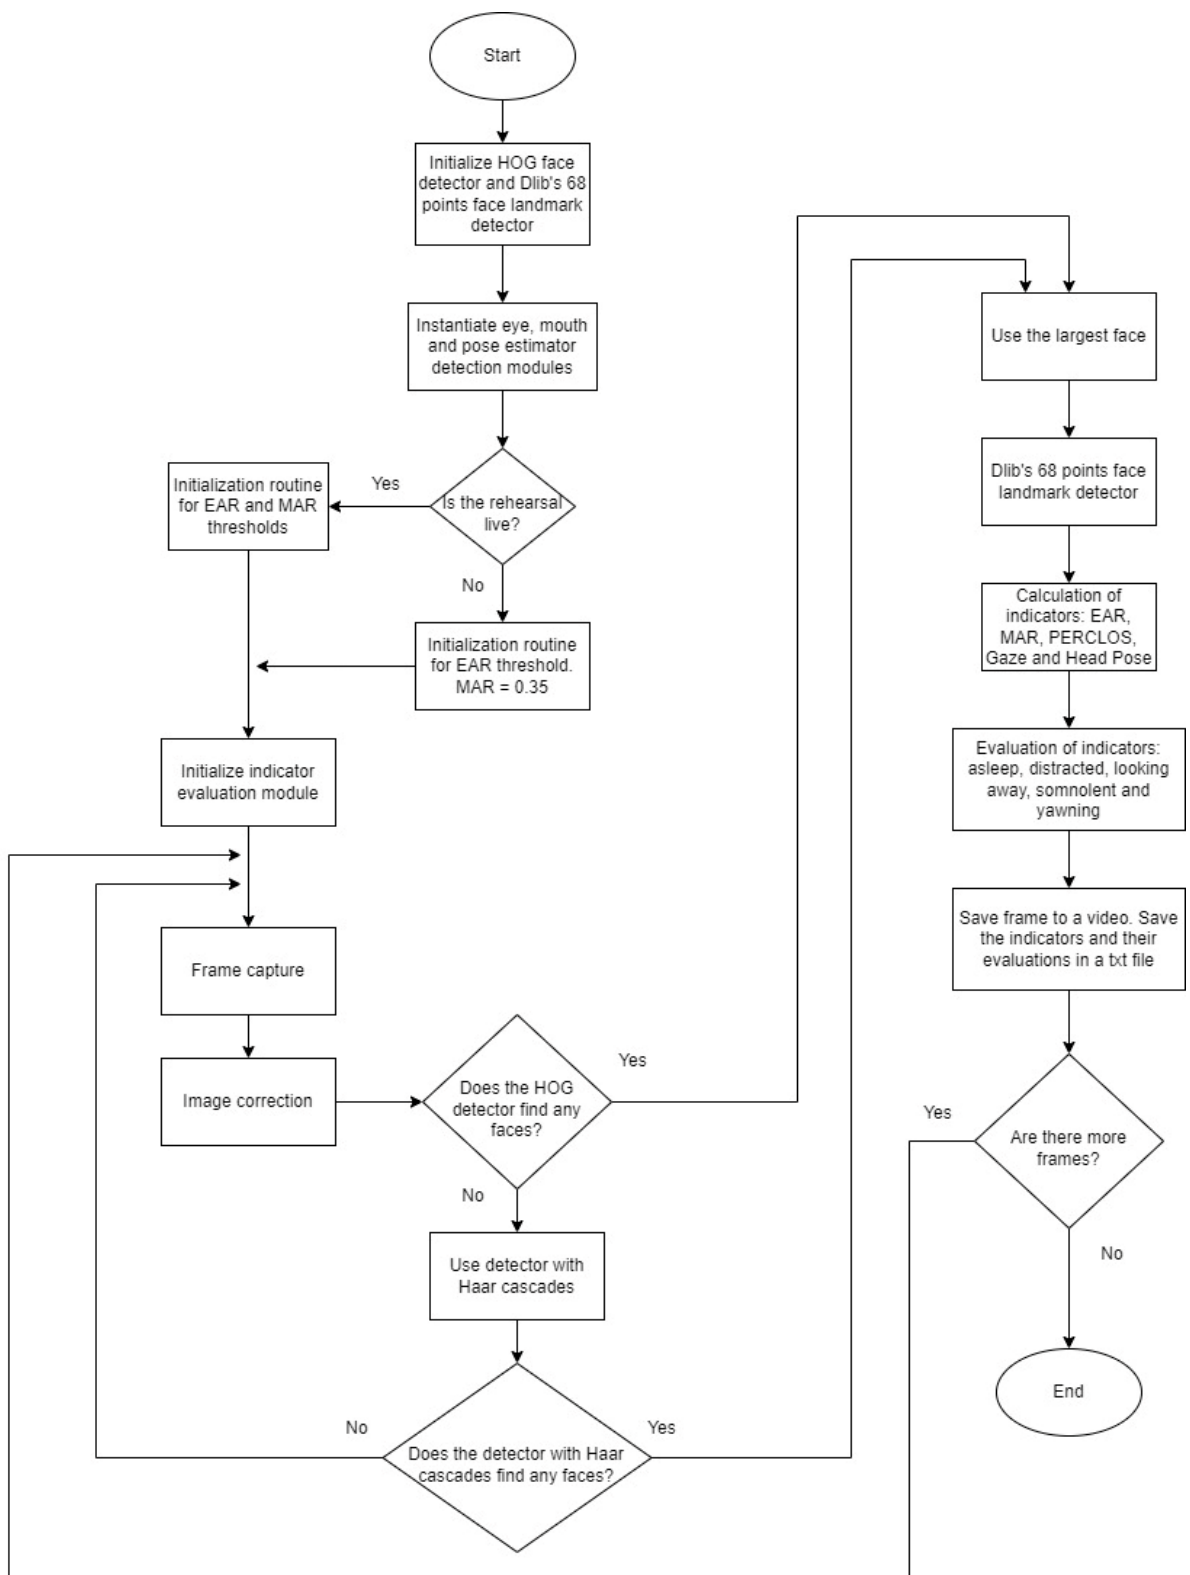 Start
Initialize HOG face
detector and Dlib's 68
points face landmark
detector
Instantiate eye, mouth
and pose estimator
detection modules
Is the rehearsal
live?
Yes
No
Initialization routine
for EAR and MAR
thresholds
Initialization routine
for EAR threshold.
MAR = 0.35
Initialize indicator
evaluation module
Frame capture
Image correction
Does the HOG
detector find any
faces?
Yes
No
Use detector with
Haar cascades
Does the detector with Haar
cascades find any faces?
No
Yes
Use the largest face
Dlib's 68 points face
landmark detector
Calculation of
indicators: EAR,
MAR, PERCLOS,
Gaze and Head Pose
Evaluation of indicators:
asleep, distracted, looking
away, somnolent and
yawning
Save frame to a video. Save
the indicators and their
evaluations in a txt file
Are there more
frames?
Yes
No
End